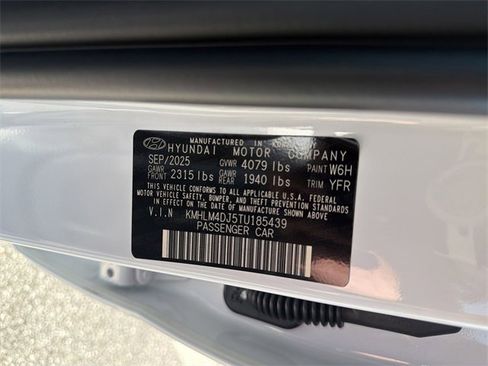 MANUFACTURED IN KOREA BY
HYUNDAI MOTOR COMPANY
SEP/2025 GVWR 4079 lbs PAINT W6H
GAWR FRONT 2315 lbs GAWR REAR 1940 lbs TRIM YFR
THIS VEHICLE CONFORMS TO ALL APPLICABLE U.S.A. FEDERAL
MOTOR VEHICLE SAFETY, BUMPER, AND THEFT PREVENTION STANDARDS
IN EFFECT ON THE DATE OF MANUFACTURE SHOWN ABOVE.
V.I.N KMHLM4DJ5TU185439
PASSENGER CAR